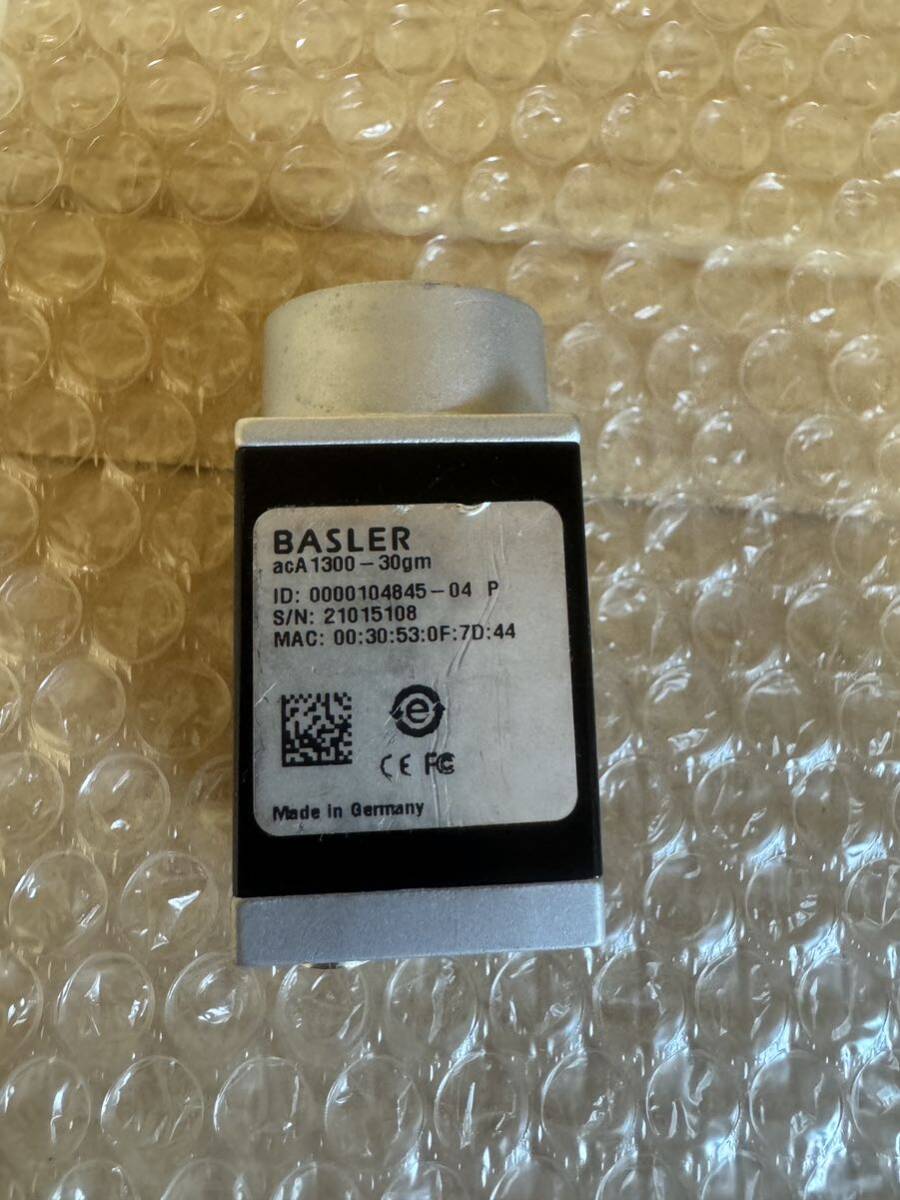 BASLER
acA1300-30gm
ID: 0000104845-04 P
S/N: 21015108
MAC: 00:30:53:0F:7D:44
e
CE FC
Made in Germany